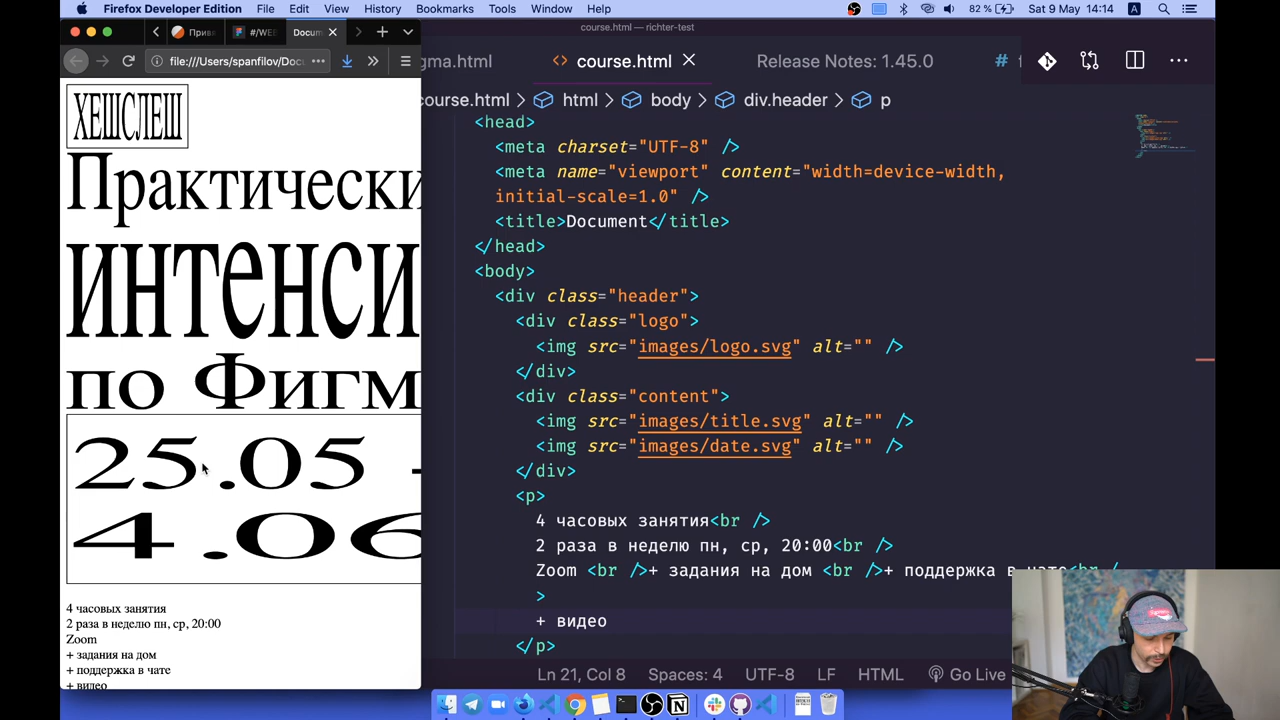 Firefox Developer Edition File Edit View History Bookmarks Tools Window Help 82 % Sat 9 May 14:14 A
course.html — richter-test
Приве #/WEB Docum
file:///Users/spanfilov/Doc
ХЕШСЛЕШ
Практически
интенси
по Фигм
25.05 -
4.06
4 часовых занятия
2 раза в неделю пн, ср, 20:00
Zoom
+ задания на дом
+ поддержка в чате
+ видео
gma.html course.html Release Notes: 1.45.0 # f
course.html > html > body > div.header > p
<head>
<meta charset="UTF-8" />
<meta name="viewport" content="width=device-width,
initial-scale=1.0" />
<title>Document</title>
</head>
<body>
<div class="header">
<div class="logo">
<img src="images/logo.svg" alt="" />
</div>
<div class="content">
<img src="images/title.svg" alt="" />
<img src="images/date.svg" alt="" />
</div>
<p>
4 часовых занятия<br />
2 раза в неделю пн, ср, 20:00<br />
Zoom <br />+ задания на дом <br />+ поддержка в чате<br /
>
+ видео
</p>
Ln 21, Col 8 Spaces: 4 UTF-8 LF HTML Go Live